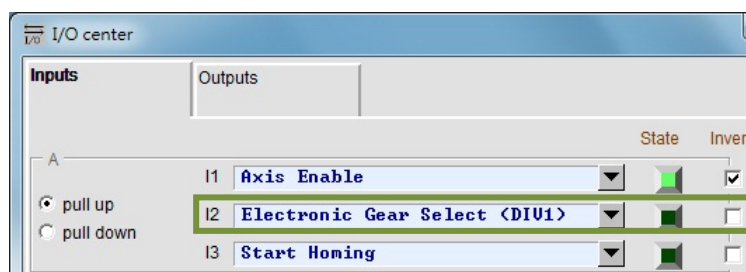 I/O I/O center
Inputs Outputs
State Inver
A
I1 Axis Enable
pull up
I2 Electronic Gear Select (DIV1)
pull down
I3 Start Homing